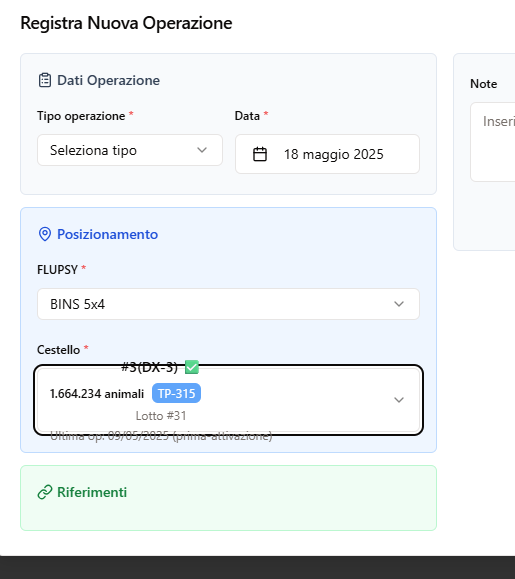 Registra Nuova Operazione
Dati Operazione
Tipo operazione *
Data *
Seleziona tipo
18 maggio 2025
Note
Inseri
Posizionamento
FLUPSY *
BINS 5x4
Cestello *
#3(DX-3) ✅
1.664.234 animali TP-315
Lotto #31
Ultima op: 09/05/2025 (prima-attivazione)
Riferimenti